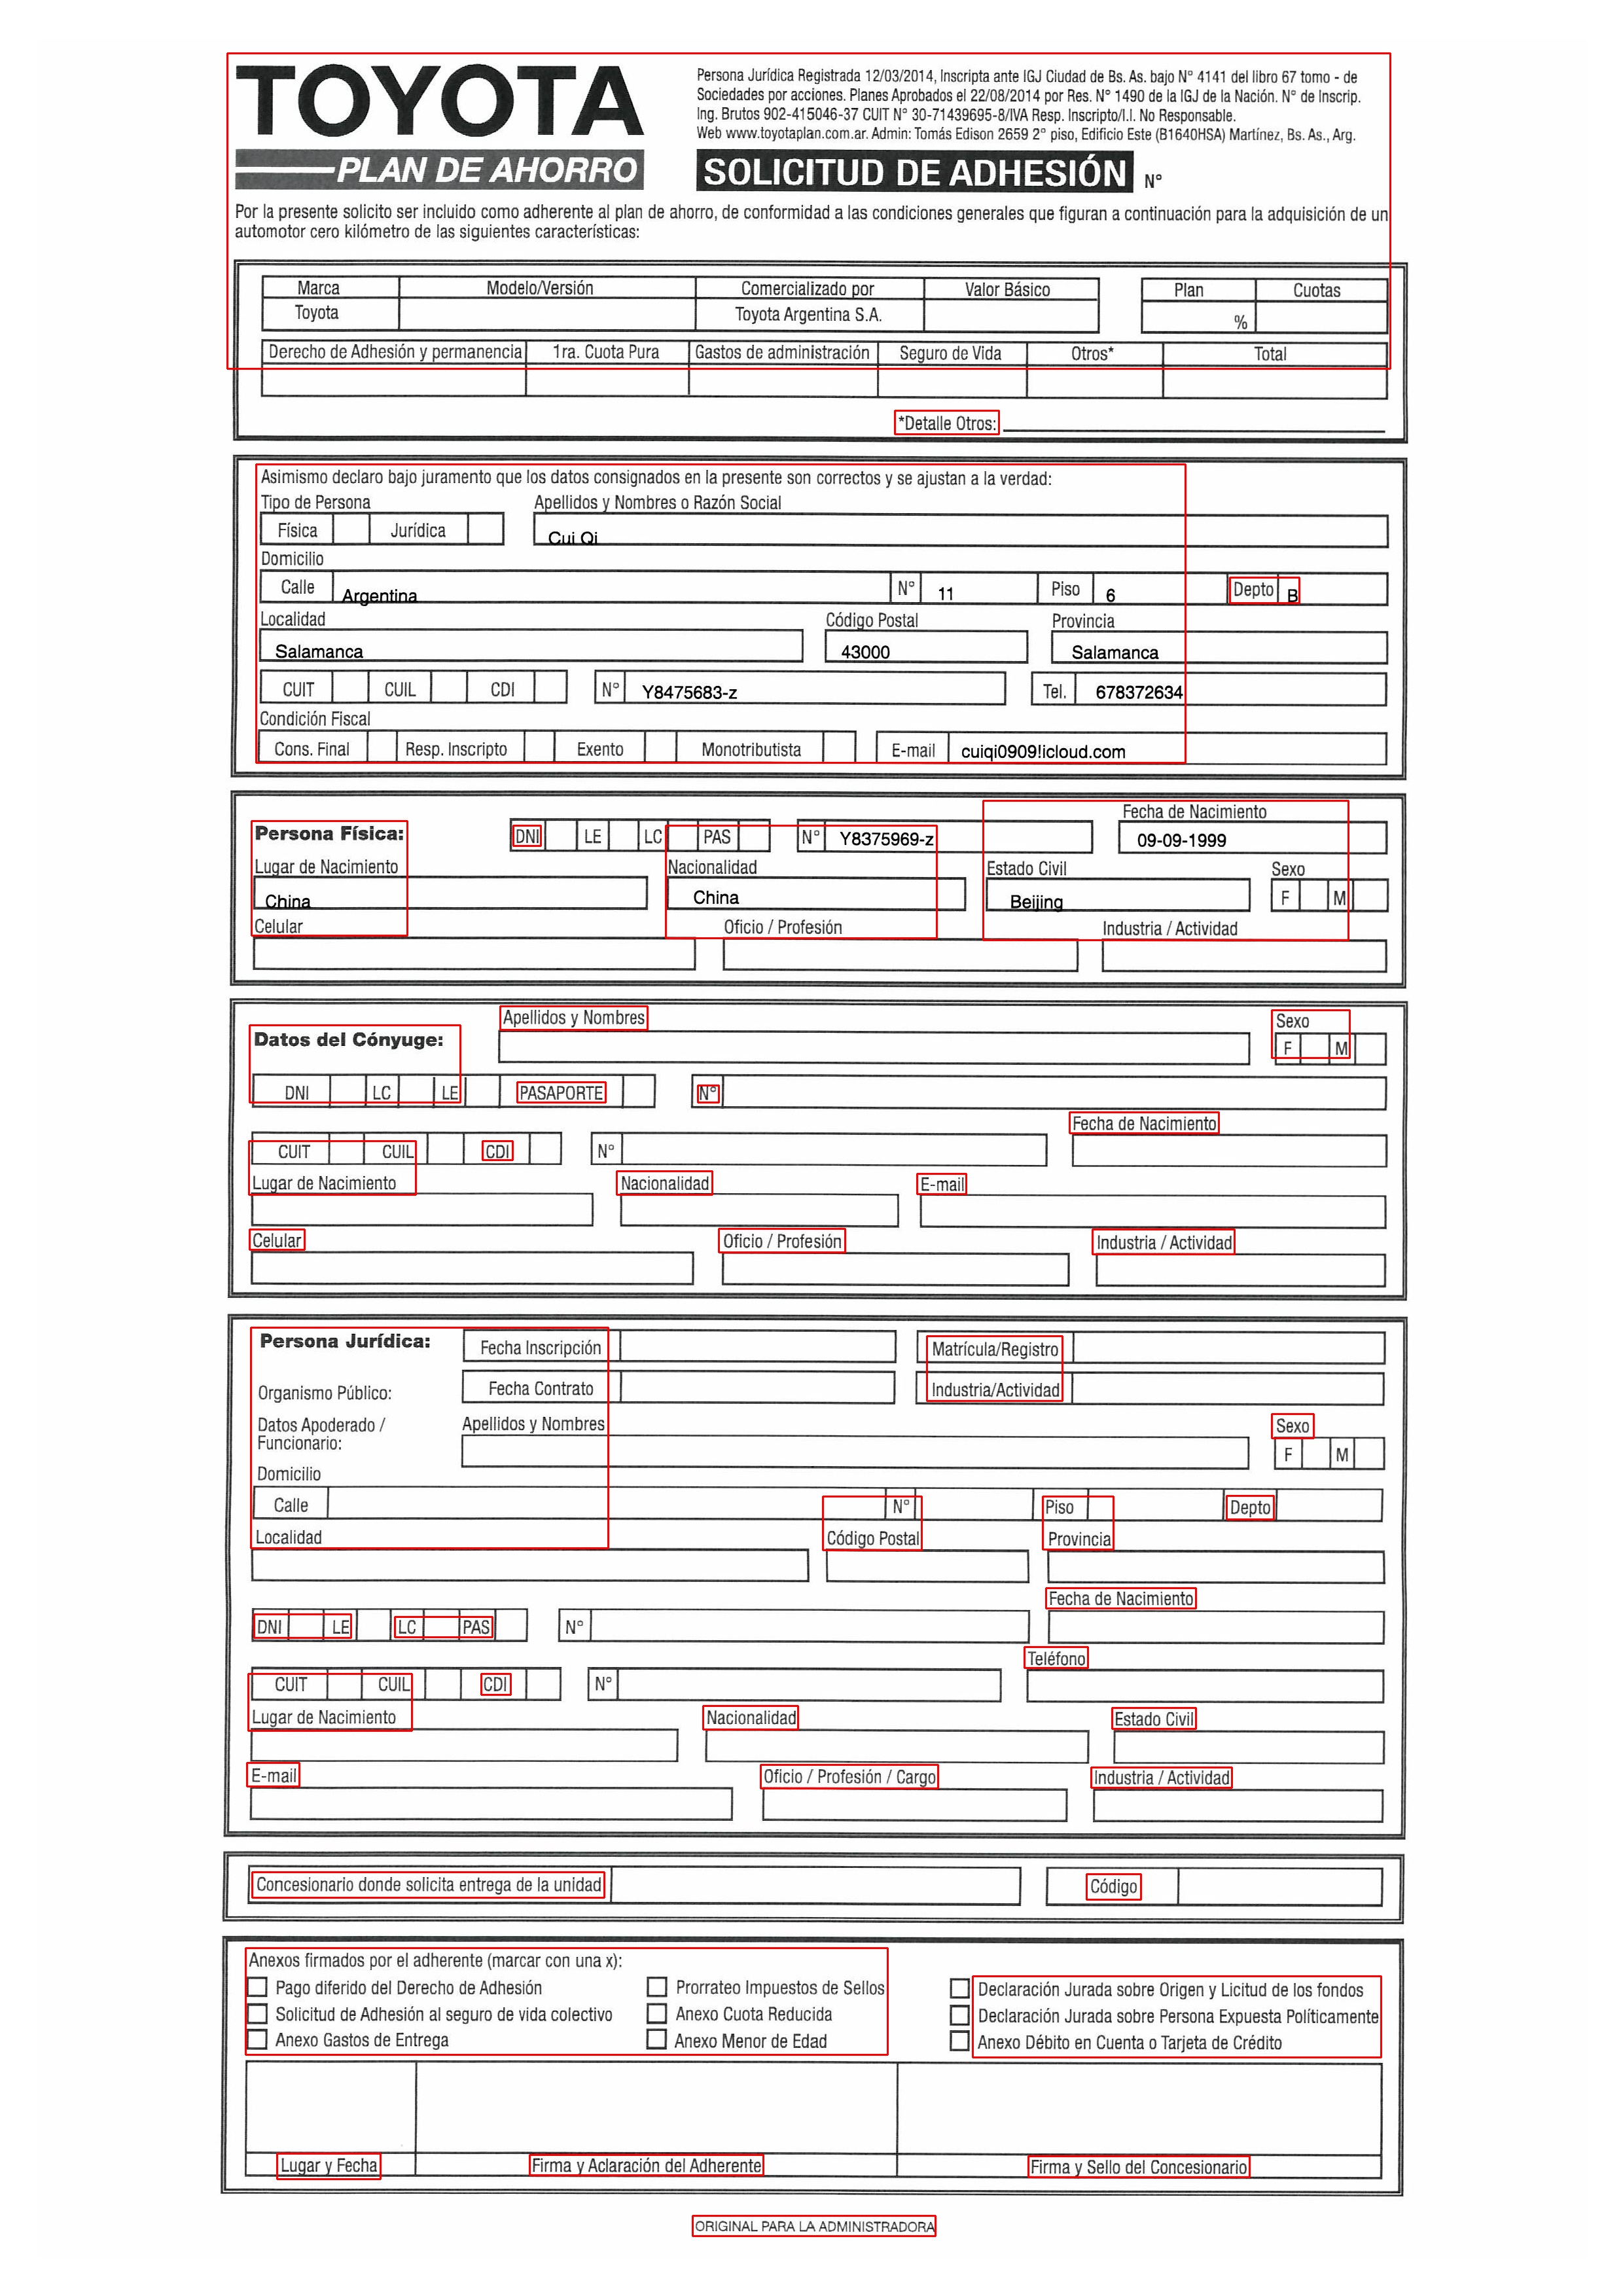 TOYOTA
PLAN DE AHORRO
Persona Jurídica Registrada 12/03/2014, Inscripta ante IGJ Ciudad de Bs. As. bajo N° 4141 del libro 67 tomo - de
Sociedades por acciones. Planes Aprobados el 22/08/2014 por Res. N° 1490 de la IGJ de la Nación. N° de Inscrip.
Ing. Brutos 902-415046-37 CUIT N° 30-71439695-8/IVA Resp. Inscripto/I.I. No Responsable.
Web www.toyotaplan.com.ar. Admin: Tomás Edison 2659 2° piso, Edificio Este (B1640HSA) Martínez, Bs. As., Arg.
SOLICITUD DE ADHESIÓN N°
Por la presente solicito ser incluido como adherente al plan de ahorro, de conformidad a las condiciones generales que figuran a continuación para la adquisición de un
automotor cero kilómetro de las siguientes características:
Marca Modelo/Versión Comercializado por Valor Básico Plan Cuotas
Toyota Toyota Argentina S.A. %
Derecho de Adhesión y permanencia 1ra. Cuota Pura Gastos de administración Seguro de Vida Otros* Total
*Detalle Otros:
Asimismo declaro bajo juramento que los datos consignados en la presente son correctos y se ajustan a la verdad:
Tipo de Persona Apellidos y Nombres o Razón Social
Física Jurídica Cui Qi
Domicilio
Calle Argentina N° 11 Piso 6 Depto B
Localidad Código Postal Provincia
Salamanca 43000 Salamanca
CUIT CUIL CDI N° Y8475683-z Tel. 678372634
Condición Fiscal
Cons. Final Resp. Inscripto Exento Monotributista E-mail cuiqi0909!icloud.com
Fecha de Nacimiento
Persona Física: DNI LE LC PAS N° Y8375969-z 09-09-1999
Lugar de Nacimiento Nacionalidad Estado Civil Sexo
China China Beijing F M
Celular Oficio / Profesión Industria / Actividad
Apellidos y Nombres Sexo
Datos del Cónyuge: F M
DNI LC LE PASAPORTE N°
Fecha de Nacimiento
CUIT CUIL CDI N°
Lugar de Nacimiento Nacionalidad E-mail
Celular Oficio / Profesión Industria / Actividad
Persona Jurídica: Fecha Inscripción Matrícula/Registro
Organismo Público: Fecha Contrato Industria/Actividad
Datos Apoderado / Apellidos y Nombres Sexo
Funcionario: F M
Domicilio
Calle N° Piso Depto
Localidad Código Postal Provincia
Fecha de Nacimiento
DNI LE LC PAS N°
Teléfono
CUIT CUIL CDI N°
Lugar de Nacimiento Nacionalidad Estado Civil
E-mail Oficio / Profesión / Cargo Industria / Actividad
Concesionario donde solicita entrega de la unidad Código
Anexos firmados por el adherente (marcar con una x):
Pago diferido del Derecho de Adhesión Prorrateo Impuestos de Sellos Declaración Jurada sobre Origen y Licitud de los fondos
Solicitud de Adhesión al seguro de vida colectivo Anexo Cuota Reducida Declaración Jurada sobre Persona Expuesta Políticamente
Anexo Gastos de Entrega Anexo Menor de Edad Anexo Débito en Cuenta o Tarjeta de Crédito
Lugar y Fecha Firma y Aclaración del Adherente Firma y Sello del Concesionario
ORIGINAL PARA LA ADMINISTRADORA